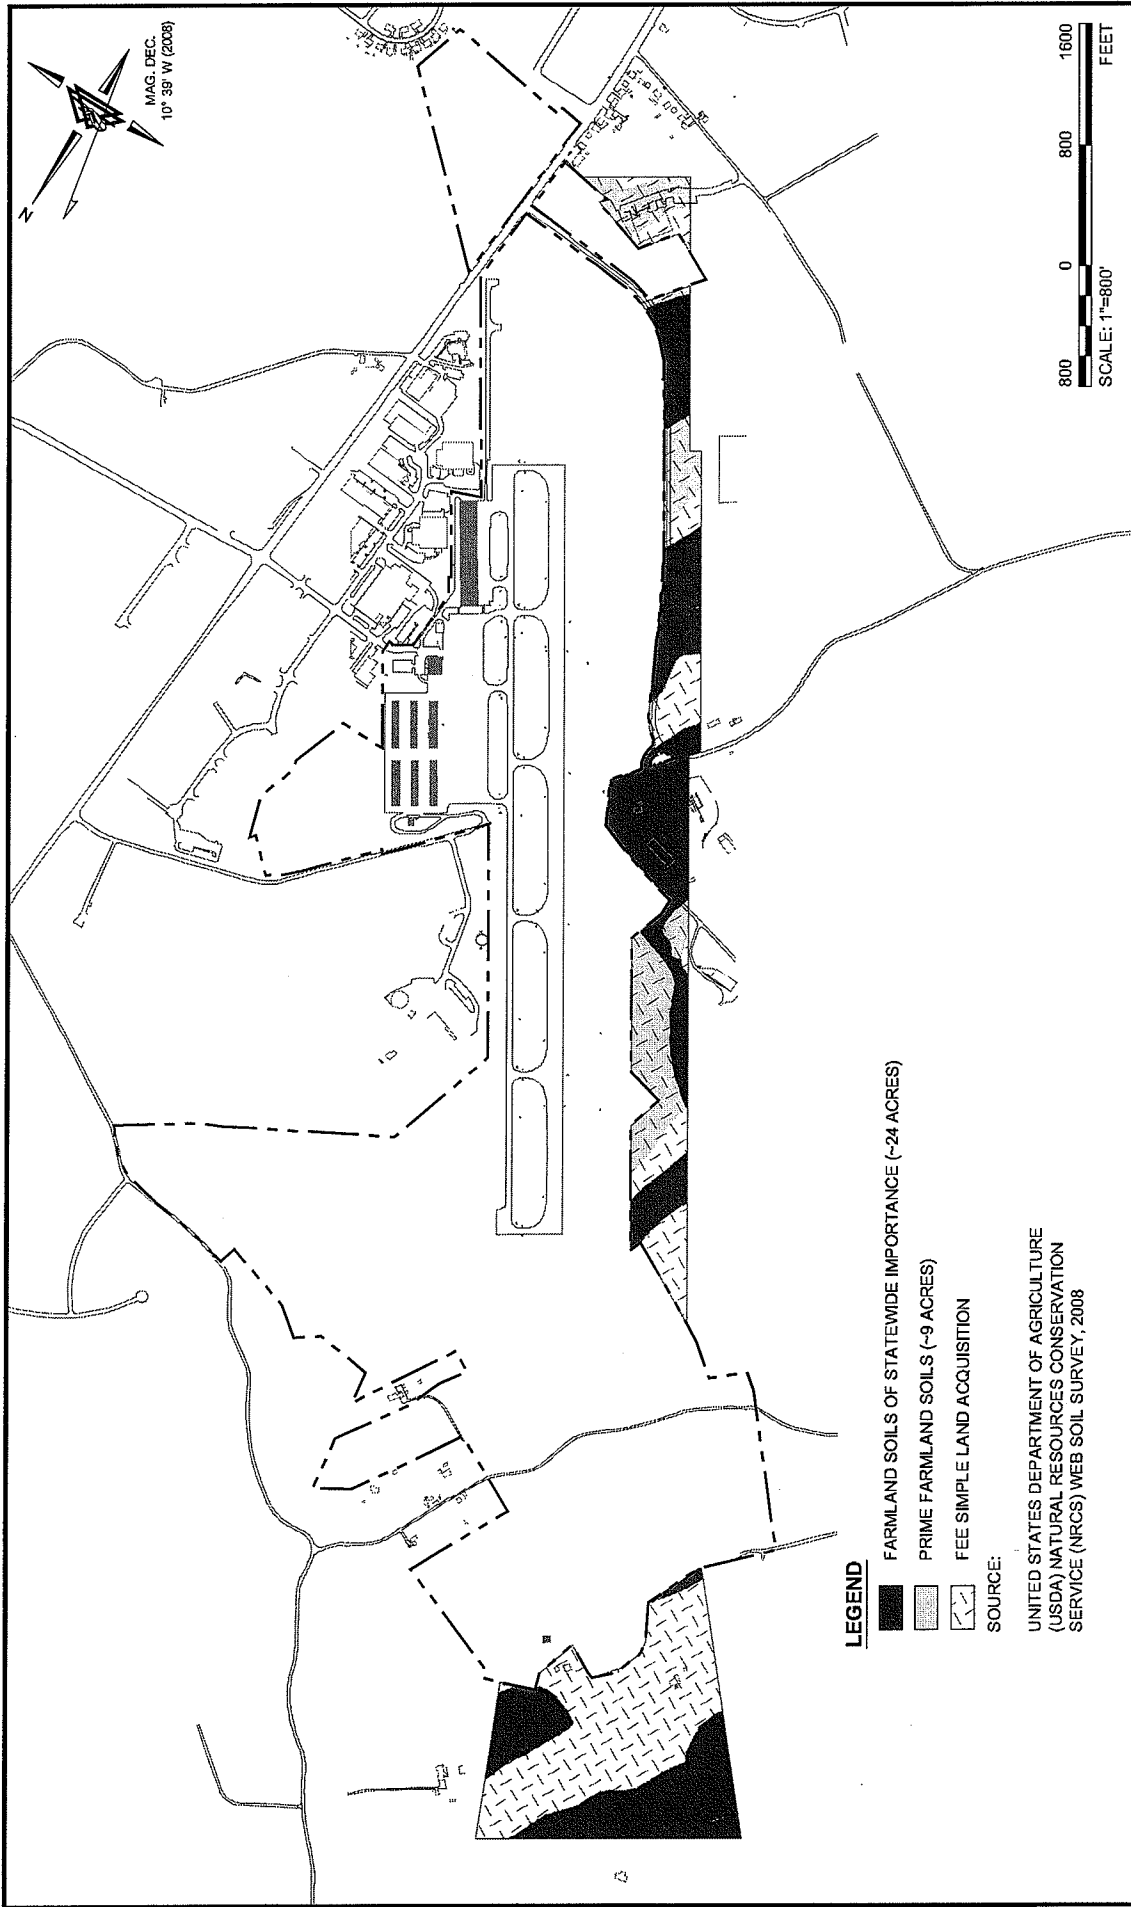 N
MAG. DEC.
10° 39' W (2008)
LEGEND
FARMLAND SOILS OF STATEWIDE IMPORTANCE (~24 ACRES)
PRIME FARMLAND SOILS (~9 ACRES)
FEE SIMPLE LAND ACQUISITION
SOURCE:
UNITED STATES DEPARTMENT OF AGRICULTURE
(USDA) NATURAL RESOURCES CONSERVATION
SERVICE (NRCS) WEB SOIL SURVEY, 2008
800 0 800 1600
SCALE: 1"=800' FEET